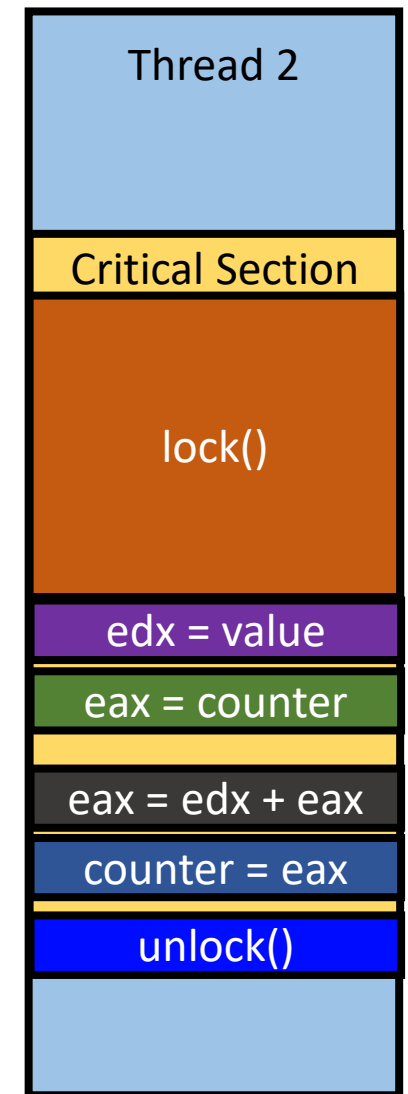 Thread 2
Critical Section
lock()
edx = value
eax = counter
eax = edx + eax
counter = eax
unlock()